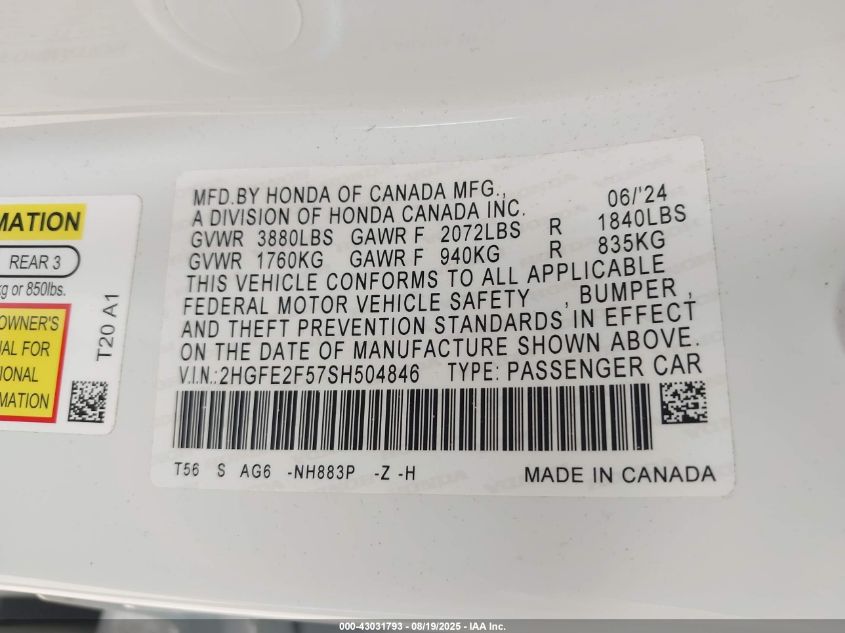 MFD.BY HONDA OF CANADA MFG., 06/'24
A DIVISION OF HONDA CANADA INC.
GVWR 3880LBS GAWR F 2072LBS R 1840LBS
GVWR 1760KG GAWR F 940KG R 835KG
THIS VEHICLE CONFORMS TO ALL APPLICABLE
FEDERAL MOTOR VEHICLE SAFETY , BUMPER ,
AND THEFT PREVENTION STANDARDS IN EFFECT
ON THE DATE OF MANUFACTURE SHOWN ABOVE.
V.I.N.: 2HGFE2F57SH504846 TYPE: PASSENGER CAR
T56 S AG6 -NH883P -Z -H MADE IN CANADA
MATION
REAR 3
kg or 850lbs.
OWNER'S
AL FOR
IONAL
MATION
T20 A1
000-43031793 - 08/19/2025 - IAA Inc.